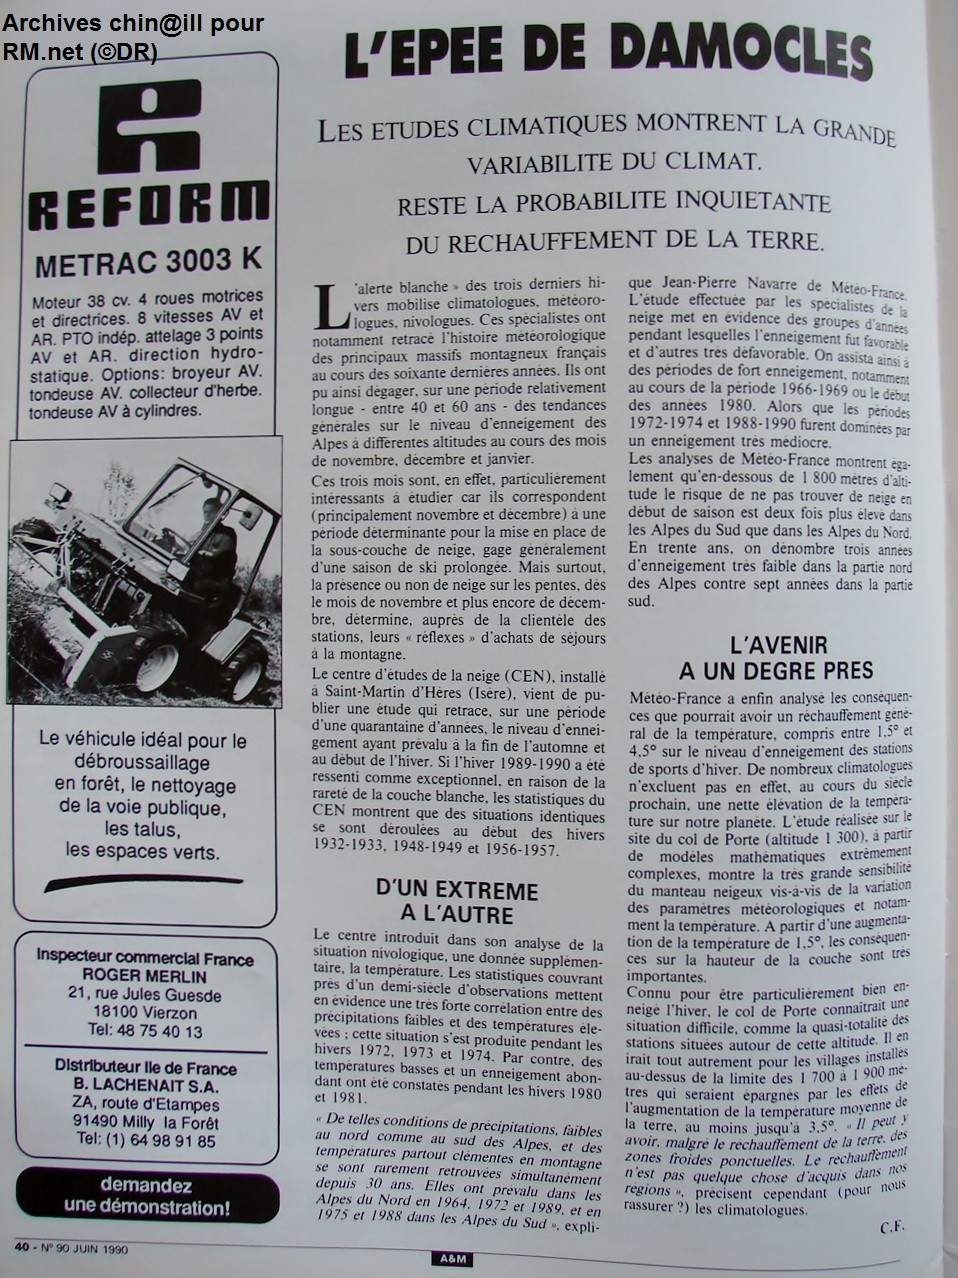 Archives chin@ill pour
RM.net (©DR)
REFORM
METRAC 3003 K
Moteur 38 cv. 4 roues motrices
et directrices. 8 vitesses AV et
AR. PTO indép. attelage 3 points
AV et AR. direction hydro-
statique. Options: broyeur AV.
tondeuse AV. collecteur d'herbe.
tondeuse AV à cylindres.
Le véhicule idéal pour le
débroussaillage
en forêt, le nettoyage
de la voie publique,
les talus,
les espaces verts.
Inspecteur commercial France
ROGER MERLIN
21, rue Jules Guesde
18100 Vierzon
Tel: 48 75 40 13
Distributeur Ile de France
B. LACHENAIT S.A.
ZA, route d'Etampes
91490 Milly la Forêt
Tel: (1) 64 98 91 85
demandez
une démonstration!
L'EPEE DE DAMOCLES
LES ETUDES CLIMATIQUES MONTRENT LA GRANDE
VARIABILITE DU CLIMAT.
RESTE LA PROBABILITE INQUIETANTE
DU RECHAUFFEMENT DE LA TERRE.
L'alerte blanche » des trois derniers hi-
vers mobilise climatologues, météoro-
logues, nivologues. Ces spécialistes ont
notamment retracé l'histoire météorologique
des principaux massifs montagneux français
au cours des soixante dernières années. Ils ont
pu ainsi dégager, sur une période relativement
longue - entre 40 et 60 ans - des tendances
générales sur le niveau d'enneigement des
Alpes à différentes altitudes au cours des mois
de novembre, décembre et janvier.
Ces trois mois sont, en effet, particulièrement
intéressants à étudier car ils correspondent
(principalement novembre et décembre) à une
période déterminante pour la mise en place de
la sous-couche de neige, gage généralement
d'une saison de ski prolongée. Mais surtout,
la présence ou non de neige sur les pentes, dès
le mois de novembre et plus encore de décem-
bre, détermine, auprès de la clientèle des
stations, leurs « réflexes » d'achats de séjours
à la montagne.
Le centre d'études de la neige (CEN), installé
à Saint-Martin d'Hères (Isère), vient de pu-
blier une étude qui retrace, sur une période
d'une quarantaine d'années, le niveau d'ennei-
gement ayant prévalu à la fin de l'automne et
au début de l'hiver. Si l'hiver 1989-1990 a été
ressenti comme exceptionnel, en raison de la
rareté de la couche blanche, les statistiques du
CEN montrent que des situations identiques
se sont déroulées au début des hivers
1932-1933, 1948-1949 et 1956-1957.
D'UN EXTREME
A L'AUTRE
Le centre introduit dans son analyse de la
situation nivologique, une donnée supplémen-
taire, la température. Les statistiques couvrant
près d'un demi-siècle d'observations mettent
en évidence une très forte corrélation entre des
précipitations faibles et des températures éle-
vées ; cette situation s'est produite pendant les
hivers 1972, 1973 et 1974. Par contre, des
températures basses et un enneigement abon-
dant ont été constatés pendant les hivers 1980
et 1981.
« De telles conditions de précipitations, faibles
au nord comme au sud des Alpes, et des
températures partout clémentes en montagne
se sont rarement retrouvées simultanément
depuis 30 ans. Elles ont prévalu dans les
Alpes du Nord en 1964, 1972 et 1989, et en
1975 et 1988 dans les Alpes du Sud », expli-
que Jean-Pierre Navarre de Météo-France.
L'étude effectuée par les spécialistes de la
neige met en évidence des groupes d'années
pendant lesquelles l'enneigement fut favorable
et d'autres très défavorable. On assista ainsi à
des périodes de fort enneigement, notamment
au cours de la période 1966-1969 ou le début
des années 1980. Alors que les périodes
1972-1974 et 1988-1990 furent dominées par
un enneigement très médiocre.
Les analyses de Météo-France montrent éga-
lement qu'en-dessous de 1 800 mètres d'alti-
tude le risque de ne pas trouver de neige en
début de saison est deux fois plus élevé dans
les Alpes du Sud que dans les Alpes du Nord.
En trente ans, on dénombre trois années
d'enneigement très faible dans la partie nord
des Alpes contre sept années dans la partie
sud.
L'AVENIR
A UN DEGRE PRES
Météo-France a enfin analysé les conséquen-
ces que pourrait avoir un réchauffement géné-
ral de la température, compris entre 1,5° et
4,5° sur le niveau d'enneigement des stations
de sports d'hiver. De nombreux climatologues
n'excluent pas en effet, au cours du siècle
prochain, une nette élévation de la tempéra-
ture sur notre planète. L'étude réalisée sur le
site du col de Porte (altitude 1 300), à partir
de modèles mathématiques extrêmement
complexes, montre la très grande sensibilité
du manteau neigeux vis-à-vis de la variation
des paramètres météorologiques et notam-
ment la température. A partir d'une augmenta-
tion de la température de 1,5°, les conséquen-
ces sur la hauteur de la couche sont très
importantes.
Connu pour être particulièrement bien en-
neigé l'hiver, le col de Porte connaîtrait une
situation difficile, comme la quasi-totalité des
stations situées autour de cette altitude. Il en
irait tout autrement pour les villages installés
au-dessus de la limite des 1 700 à 1 900 mè-
tres qui seraient épargnés par les effets de
l'augmentation de la température moyenne de
la terre, au moins jusqu'à 3,5°. « Il peut y
avoir, malgré le réchauffement de la terre, des
zones froides ponctuelles. Le réchauffement
n'est pas quelque chose d'acquis dans nos
régions », précisent cependant (pour nous
rassurer ?) les climatologues.
C.F.
40 - N° 90 JUIN 1990
A&M